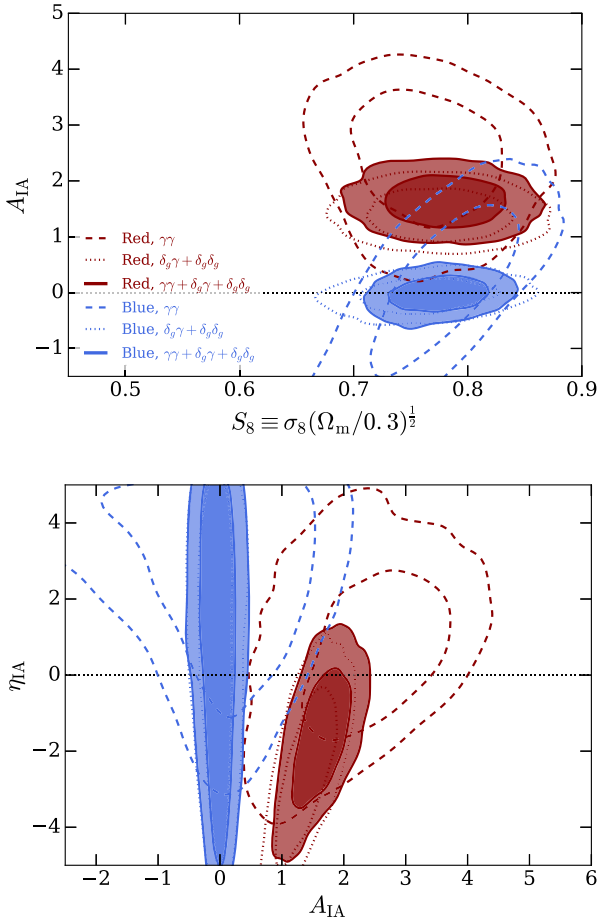 5
4
3
2
1
0
−1
A_IA
Red, γγ
Red, δ_gγ + δ_gδ_g
Red, γγ + δ_gγ + δ_gδ_g
Blue, γγ
Blue, δ_gγ + δ_gδ_g
Blue, γγ + δ_gγ + δ_gδ_g
0.5 0.6 0.7 0.8 0.9
S_8 ≡ σ_8(Ω_m/0.3)^{1/2}
4
2
0
−2
−4
η_IA
−2 −1 0 1 2 3 4 5 6
A_IA